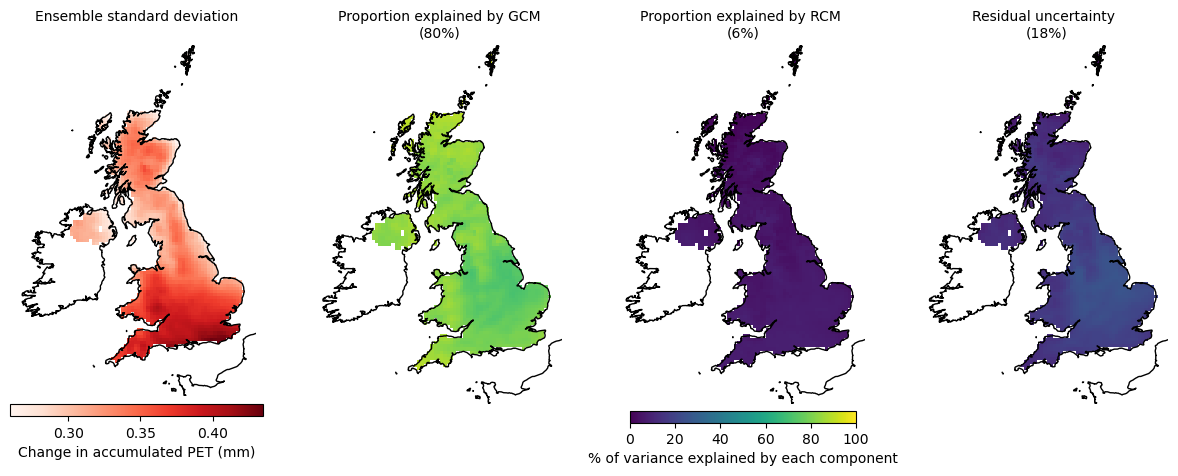 Ensemble standard deviation
Proportion explained by GCM
(80%)
Proportion explained by RCM
(6%)
Residual uncertainty
(18%)
0.30 0.35 0.40
Change in accumulated PET (mm)
0 20 40 60 80 100
% of variance explained by each component